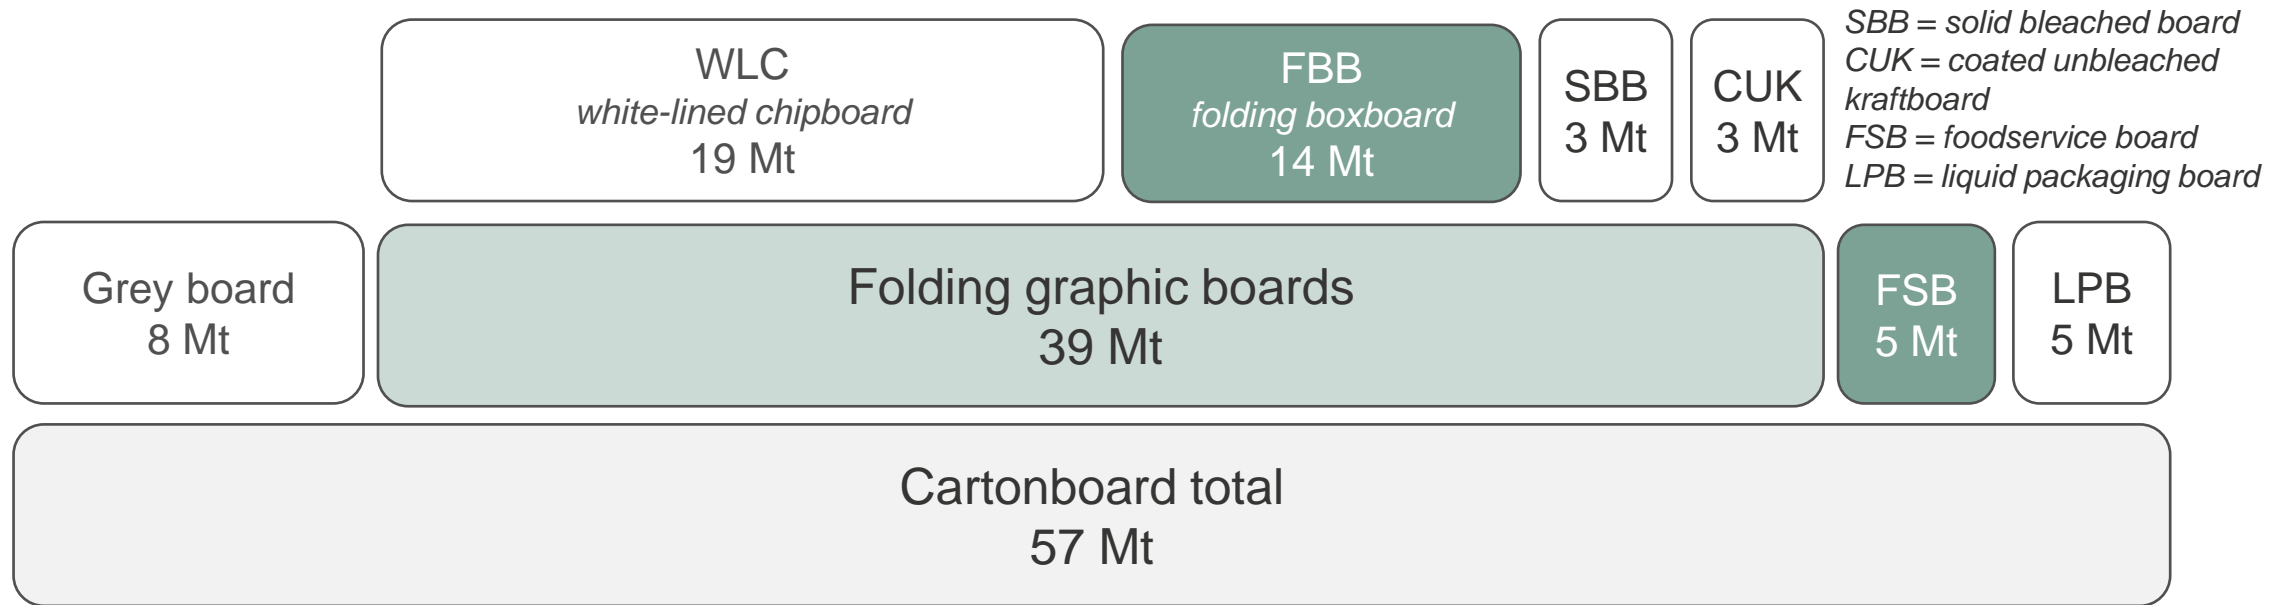 WLC
white-lined chipboard
19 Mt
FBB
folding boxboard
14 Mt
SBB
3 Mt
CUK
3 Mt
SBB = solid bleached board
CUK = coated unbleached
kraftboard
FSB = foodservice board
LPB = liquid packaging board
Grey board
8 Mt
Folding graphic boards
39 Mt
FSB
5 Mt
LPB
5 Mt
Cartonboard total
57 Mt